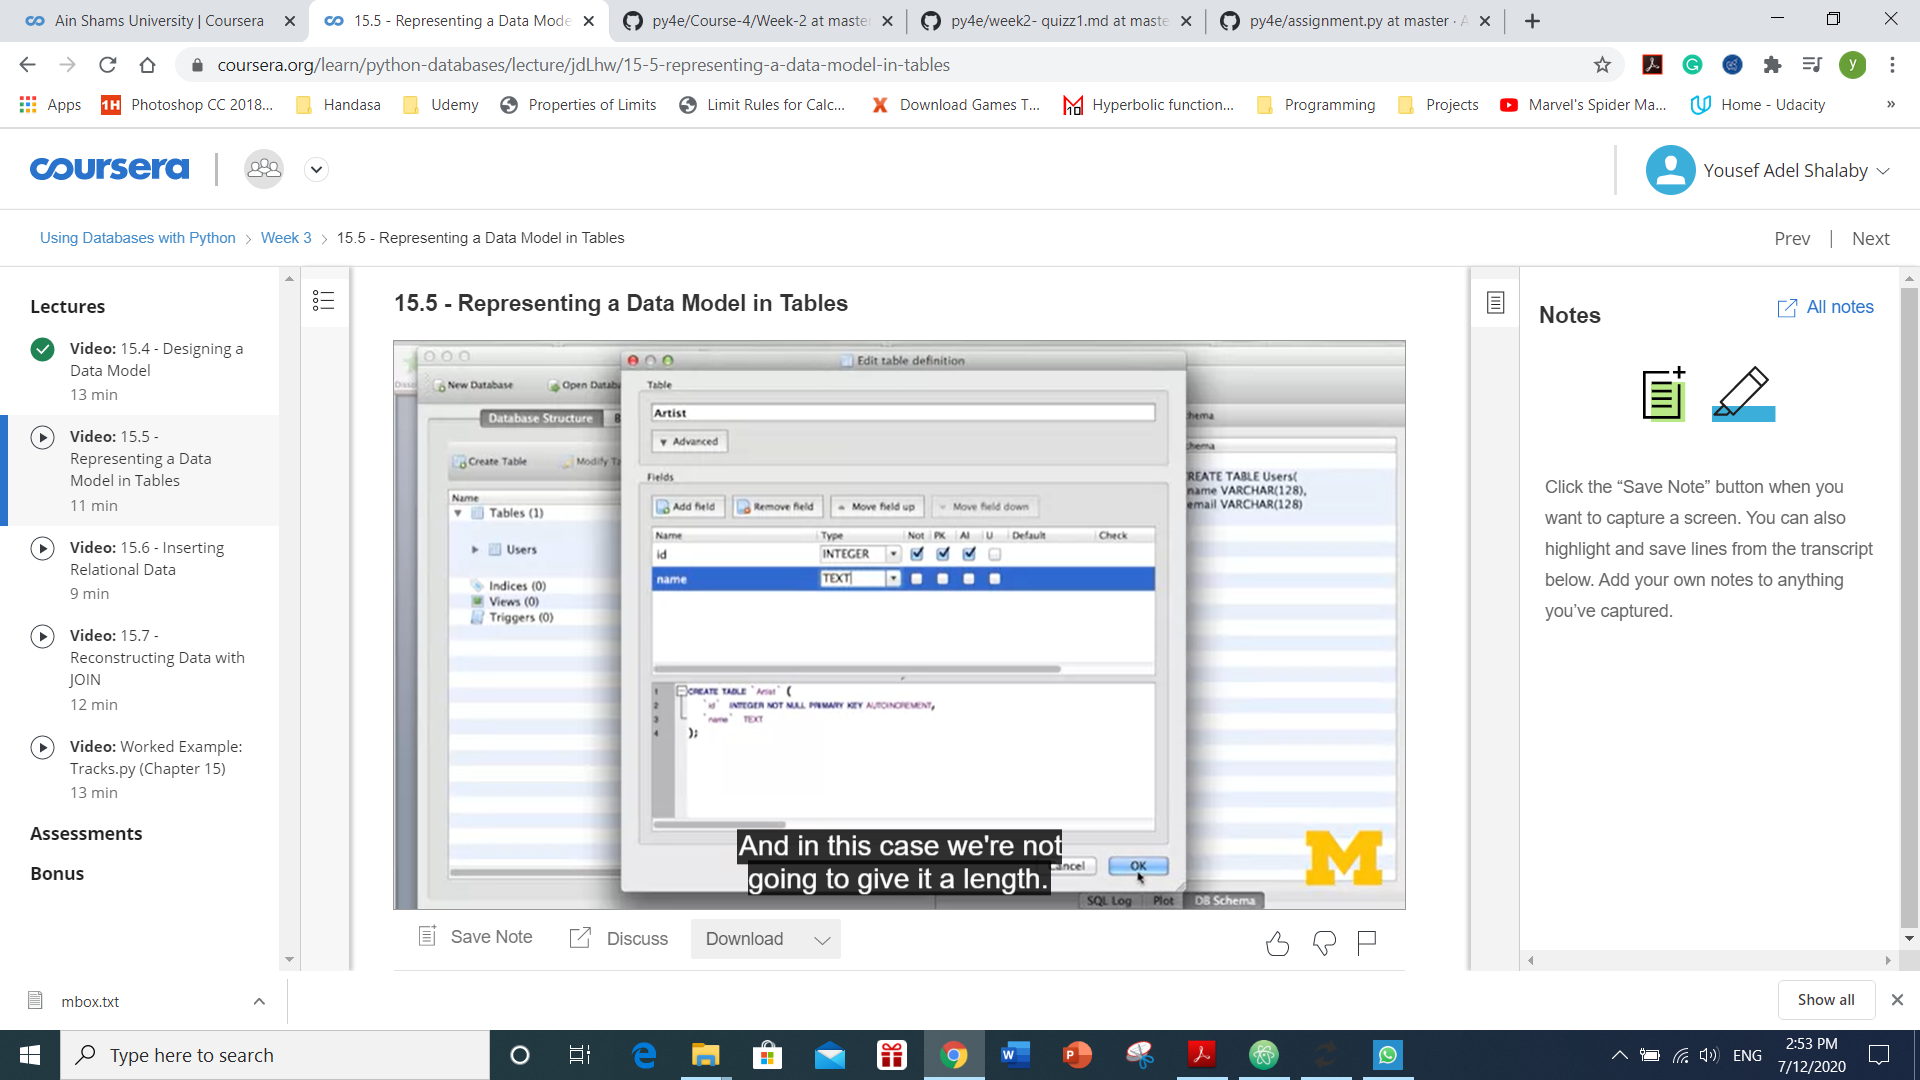 Ain Shams University | Coursera
15.5 - Representing a Data Mode
py4e/Course-4/Week-2 at master
py4e/week2- quizz1.md at maste
py4e/assignment.py at master · A
coursera.org/learn/python-databases/lecture/jdLhw/15-5-representing-a-data-model-in-tables
y
Apps
1H
Photoshop CC 2018...
Handasa
Udemy
Properties of Limits
Limit Rules for Calc...
Download Games T...
Hyperbolic function...
Programming
Projects
Marvel's Spider Ma...
Home - Udacity
»
coursera
Yousef Adel Shalaby
Using Databases with Python
Week 3
15.5 - Representing a Data Model in Tables
Prev
Next
Lectures
Video: 15.4 - Designing a
Data Model
13 min
Video: 15.5 -
Representing a Data
Model in Tables
11 min
Video: 15.6 - Inserting
Relational Data
9 min
Video: 15.7 -
Reconstructing Data with
JOIN
12 min
Video: Worked Example:
Tracks.py (Chapter 15)
13 min
Assessments
Bonus
15.5 - Representing a Data Model in Tables
Edit table definition
New Database
Open Datab
Database Structure
B
Create Table
Modify Ta
Name
Tables (1)
Users
Indices (0)
Views (0)
Triggers (0)
Table
Artist
Advanced
Fields
Add field
Remove field
Move field up
Move field down
Name Type Not PK AI U Default Check
id INTEGER
name TEXT
1 CREATE TABLE `Artist` (
2 `id` INTEGER NOT NULL PRIMARY KEY AUTOINCREMENT,
3 `name` TEXT
4 );
hema
hema
REATE TABLE Users(
name VARCHAR(128),
email VARCHAR(128)
And in this case we're not
going to give it a length.
ancel
OK
M
SQL Log
Plot
DB Schema
Save Note
Discuss
Download
Notes
All notes
Click the “Save Note” button when you
want to capture a screen. You can also
highlight and save lines from the transcript
below. Add your own notes to anything
you’ve captured.
mbox.txt
Show all
Type here to search
ENG
2:53 PM
7/12/2020